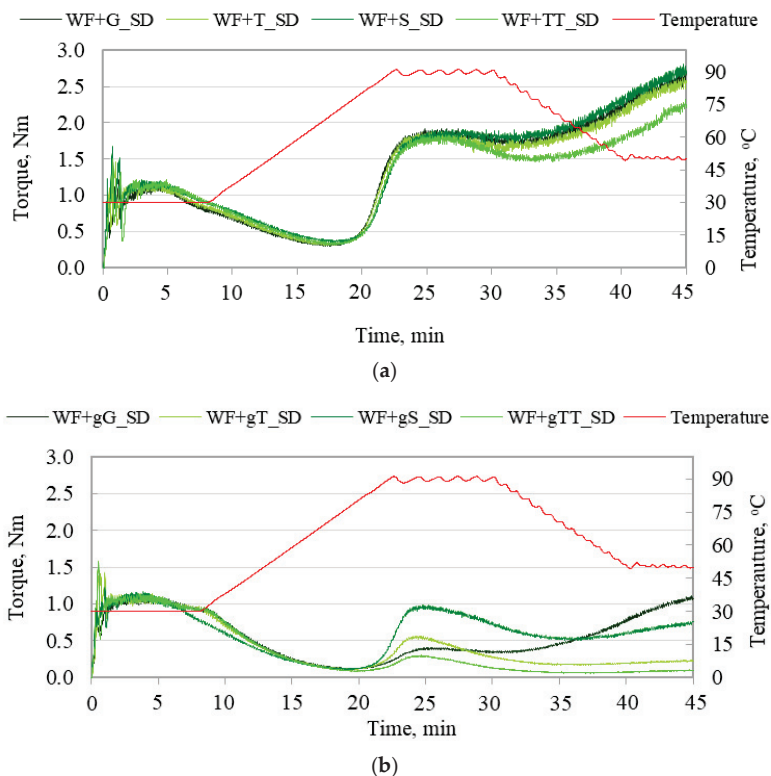 WF+G_SD WF+T_SD WF+S_SD WF+TT_SD Temperature
3.0
2.5
2.0
1.5
1.0
0.5
0.0
Torque, Nm
90
75
60
45
30
15
0
Temperature, °C
0 5 10 15 20 25 30 35 40 45
Time, min
(a)
WF+gG_SD WF+gT_SD WF+gS_SD WF+gTT_SD Temperature
3.0
2.5
2.0
1.5
1.0
0.5
0.0
Torque, Nm
90
75
60
45
30
15
0
Temperauture, °C
0 5 10 15 20 25 30 35 40 45
Time, min
(b)